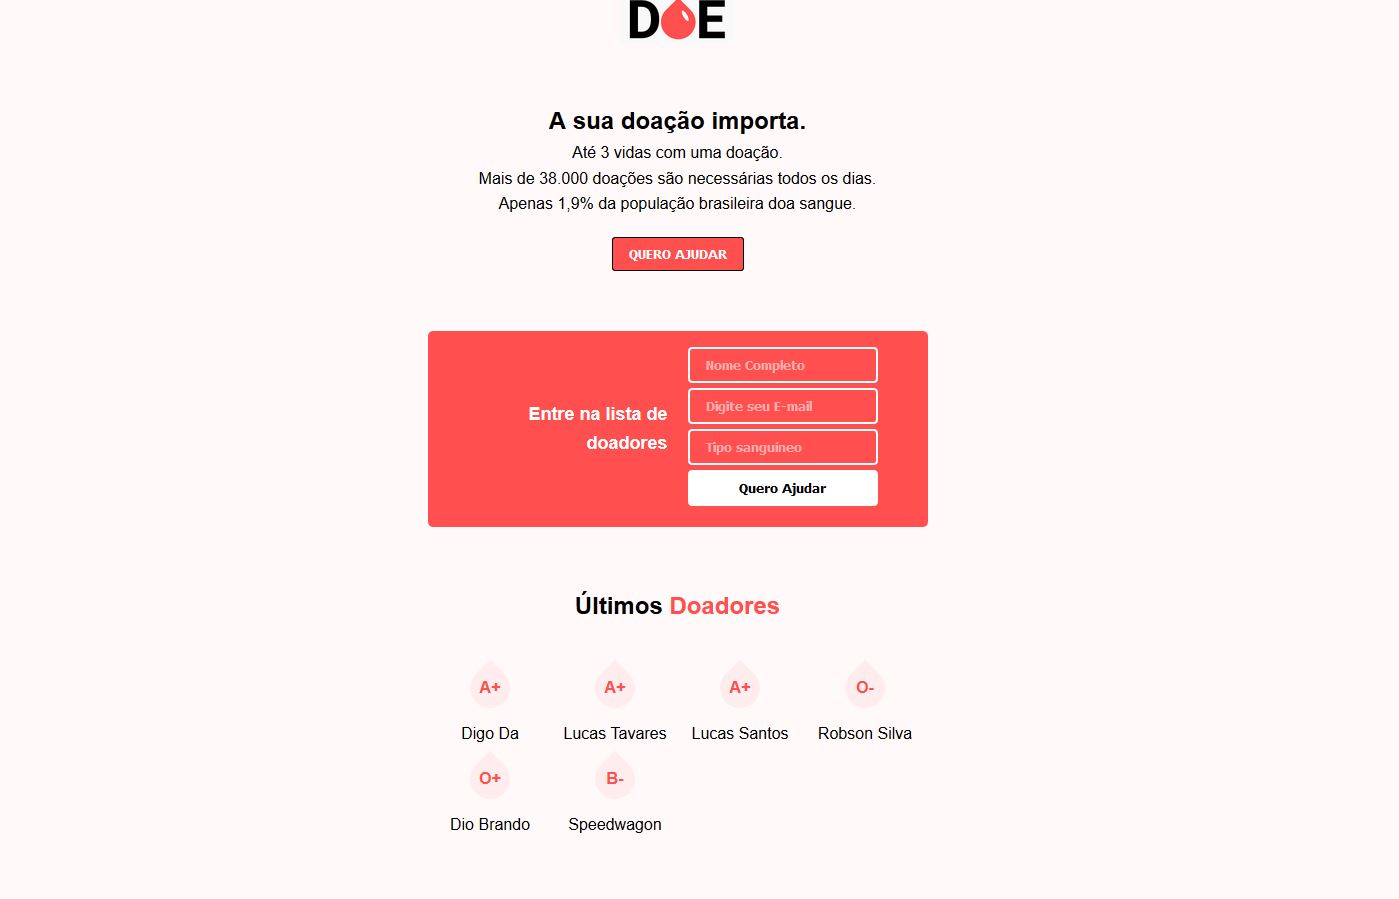 DOE
A sua doação importa.
Até 3 vidas com uma doação.
Mais de 38.000 doações são necessárias todos os dias.
Apenas 1,9% da população brasileira doa sangue.
QUERO AJUDAR
Entre na lista de
doadores
Nome Completo
Digite seu E-mail
Tipo sanguíneo
Quero Ajudar
Últimos Doadores
A+ A+ A+ O-
Digo Da Lucas Tavares Lucas Santos Robson Silva
O+ B-
Dio Brando Speedwagon